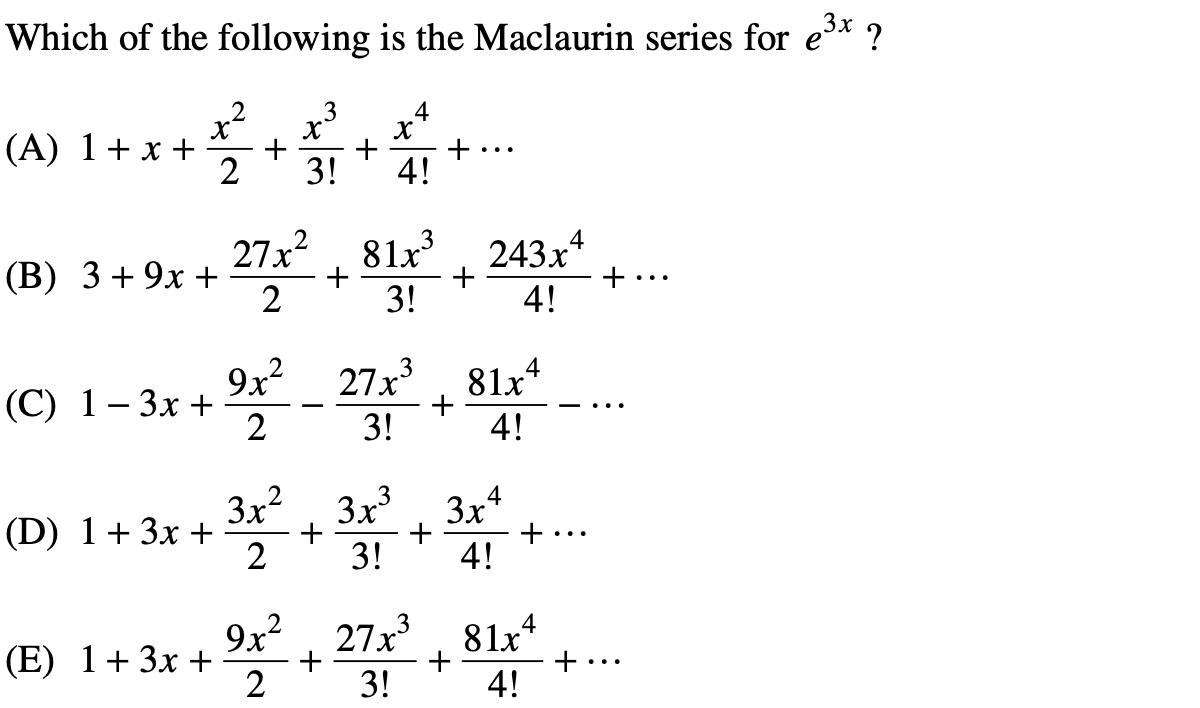 Which of the following is the Maclaurin series for $e^{3x}$ ?
(A) $1 + x + \frac{x^2}{2} + \frac{x^3}{3!} + \frac{x^4}{4!} + \cdots$
(B) $3 + 9x + \frac{27x^2}{2} + \frac{81x^3}{3!} + \frac{243x^4}{4!} + \cdots$
(C) $1 - 3x + \frac{9x^2}{2} - \frac{27x^3}{3!} + \frac{81x^4}{4!} - \cdots$
(D) $1 + 3x + \frac{3x^2}{2} + \frac{3x^3}{3!} + \frac{3x^4}{4!} + \cdots$
(E) $1 + 3x + \frac{9x^2}{2} + \frac{27x^3}{3!} + \frac{81x^4}{4!} + \cdots$